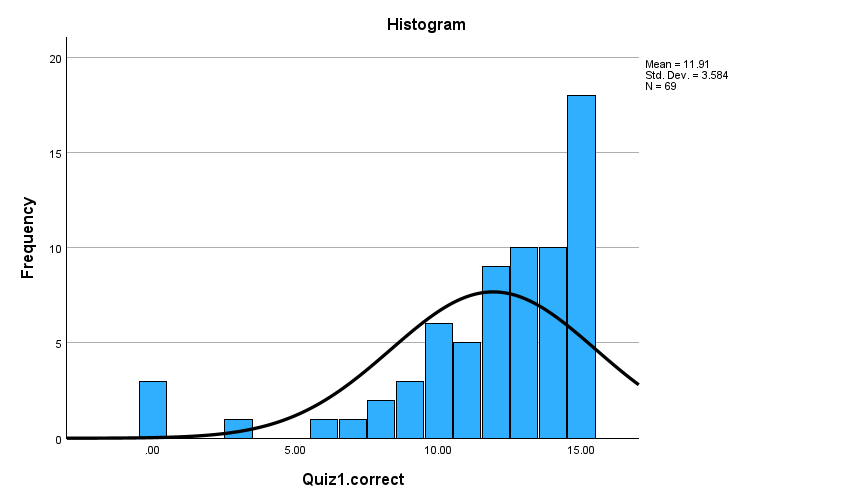 Histogram
Mean = 11.91
Std. Dev. = 3.584
N = 69
20
15
10
5
0
Frequency
.00
5.00
10.00
15.00
Quiz1.correct